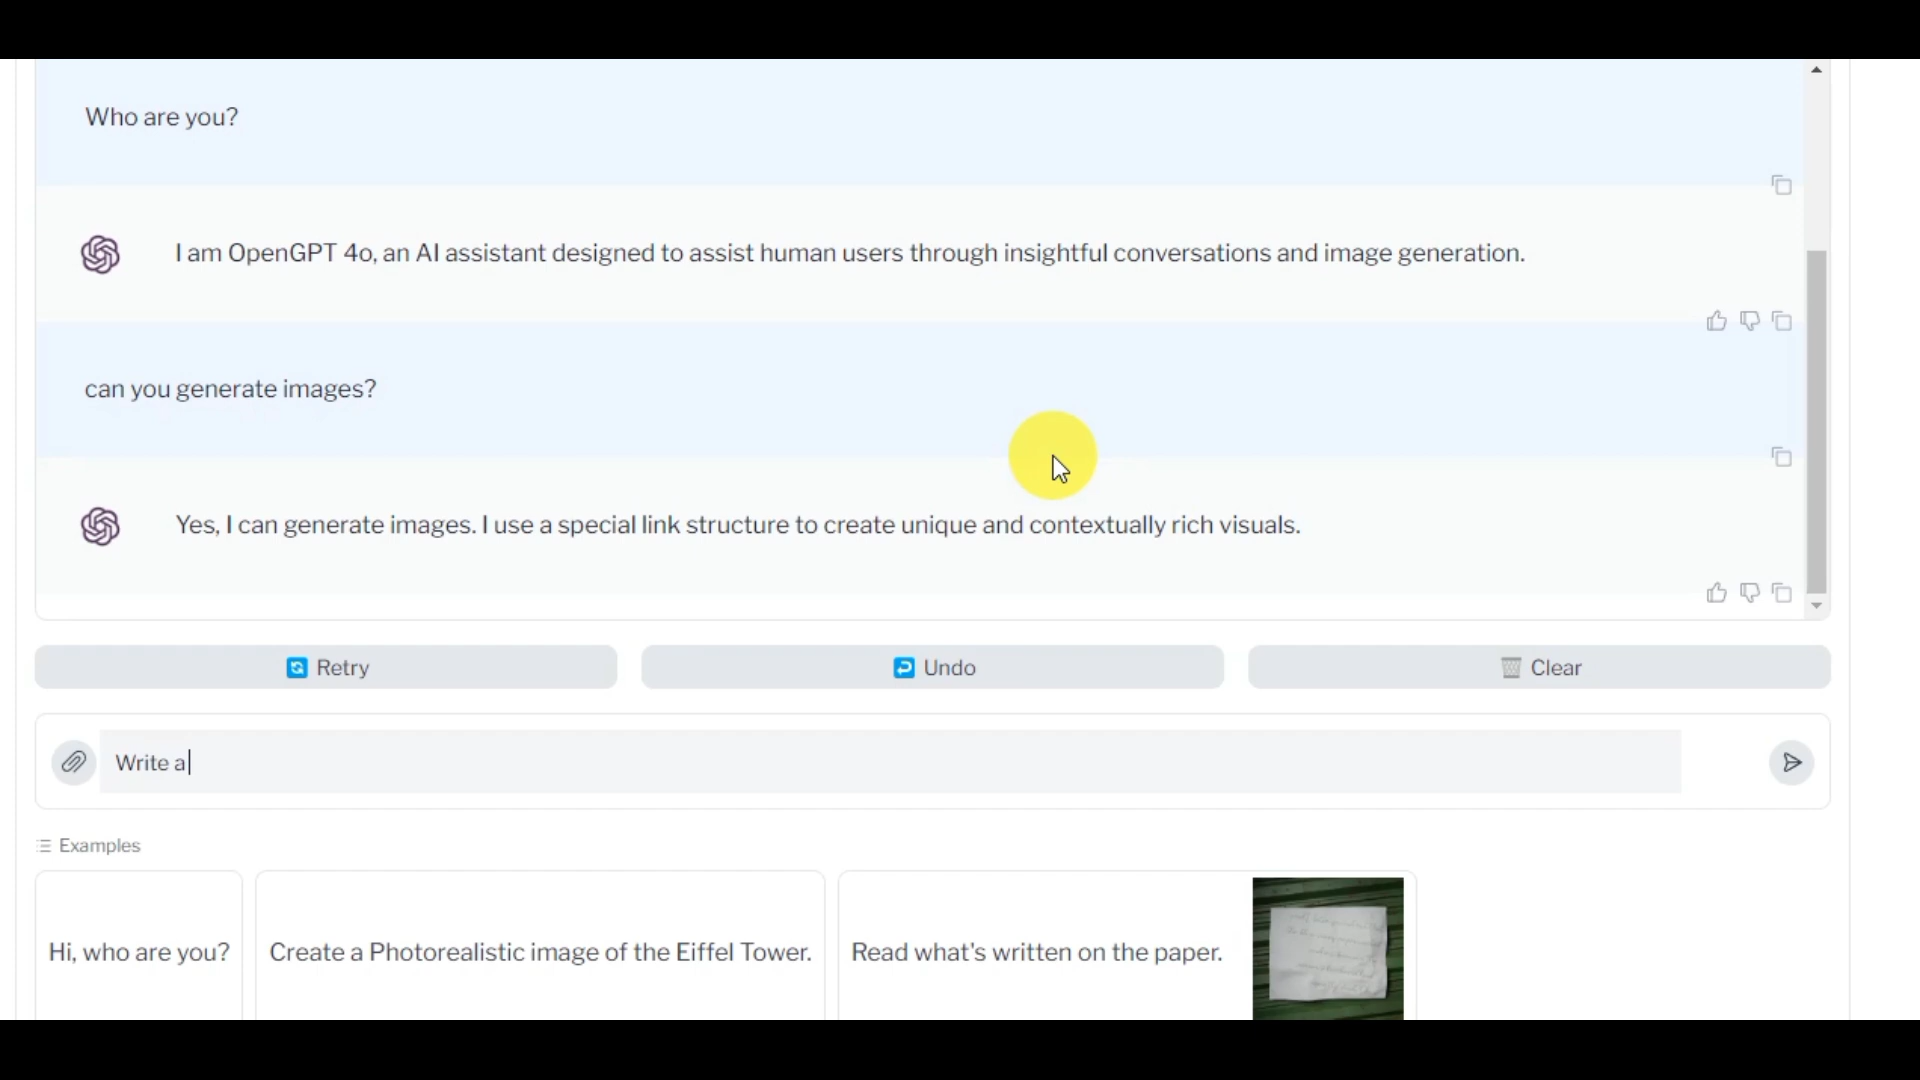 Who are you?
I am OpenGPT 4o, an AI assistant designed to assist human users through insightful conversations and image generation.
can you generate images?
Yes, I can generate images. I use a special link structure to create unique and contextually rich visuals.
Retry
Undo
Clear
Write a
Examples
Hi, who are you?
Create a Photorealistic image of the Eiffel Tower.
Read what's written on the paper.